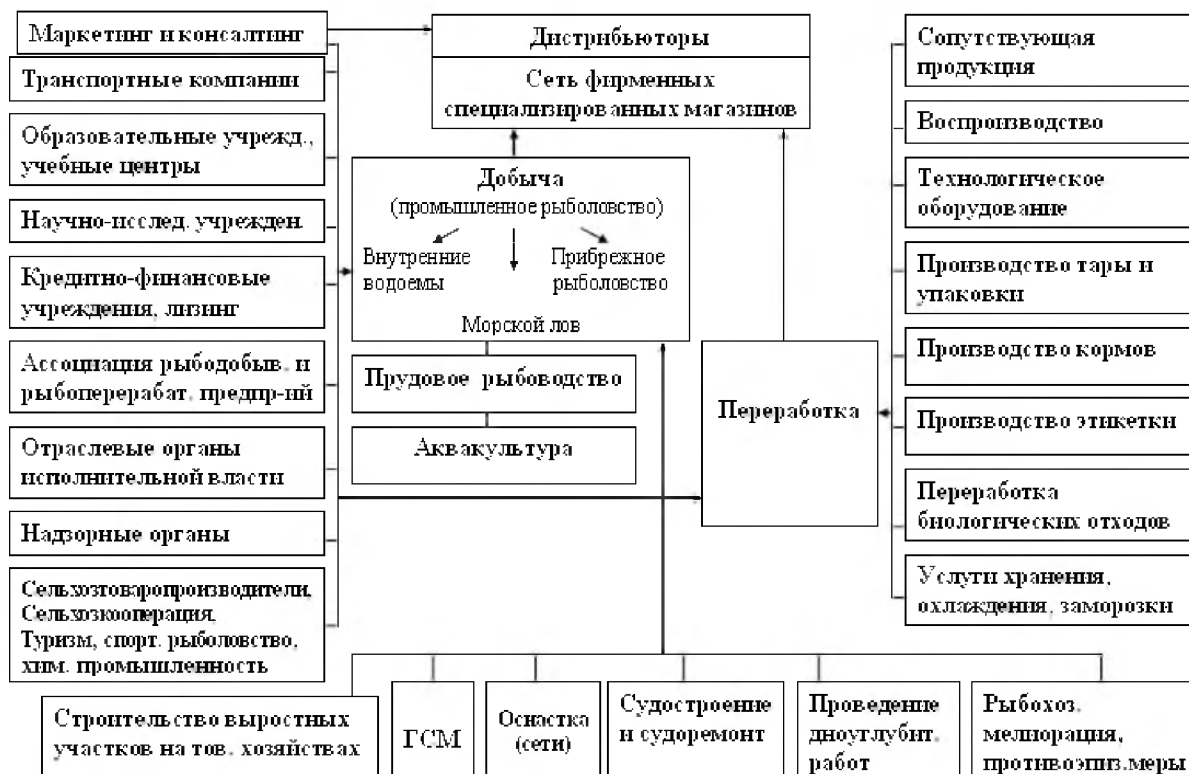 Маркетинг и консалтинг
Транспортные компании
Образовательные учрежд.,
учебные центры
Научно-исслед. учрежден.
Кредитно-финансовые
учреждения, лизинг
Ассоциация рыбодобыв. и
рыбоперерабат. предпр-ий
Отраслевые органы
исполнительной власти
Надзорные органы
Сельхозтоваропроизводители,
Сельхозкооперация,
Туризм, спорт. рыболовство,
хим. промышленность
Дистрибьюторы
Сеть фирменных
специализированных магазинов
Добыча
(промышленное рыболовство)
Внутренние
водоемы
Прибрежное
рыболовство
Морской лов
Прудовое рыбоводство
Аквакультура
Переработка
Сопутствующая
продукция
Воспроизводство
Технологическое
оборудование
Производство тары и
упаковки
Производство кормов
Производство этикетки
Переработка
биологических отходов
Услуги хранения,
охлаждения, заморозки
Строительство выростных
участков на тов. хозяйствах
ГСМ
Оснастка
(сети)
Судостроение
и судоремонт
Проведение
дноуглубит.
работ
Рыбохоз.
мелиорация,
противоэпиз.меры